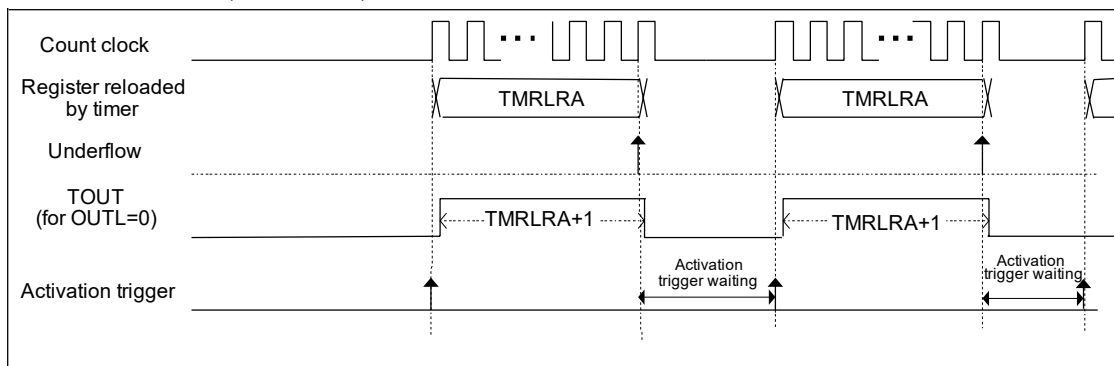 Count clock
Register reloaded
by timer
TMRLRA
TMRLRA
Underflow
TOUT
(for OUTL=0)
TMRLRA+1
TMRLRA+1
Activation
trigger waiting
Activation
trigger waiting
Activation trigger